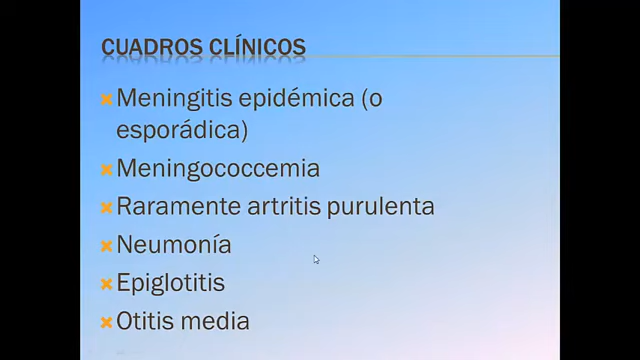 CUADROS CLÍNICOS
Meningitis epidémica (o
esporádica)
Meningococcemia
Raramente artritis purulenta
Neumonía
Epiglotitis
Otitis media